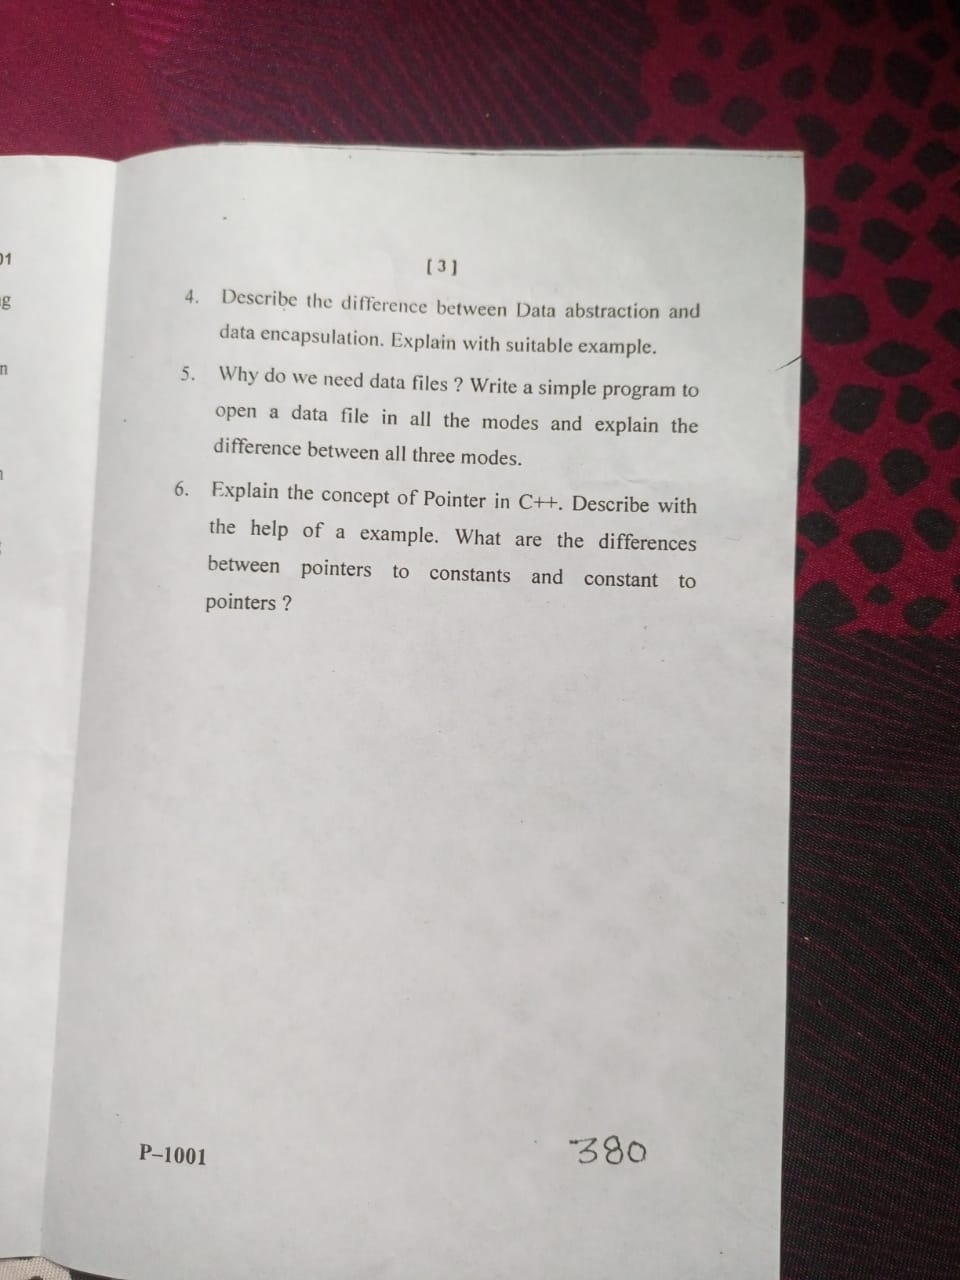 01
g
n
[ 3 ]
4. Describe the difference between Data abstraction and
data encapsulation. Explain with suitable example.
5. Why do we need data files ? Write a simple program to
open a data file in all the modes and explain the
difference between all three modes.
6. Explain the concept of Pointer in C++. Describe with
the help of a example. What are the differences
between pointers to constants and constant to
pointers ?
P–1001
380